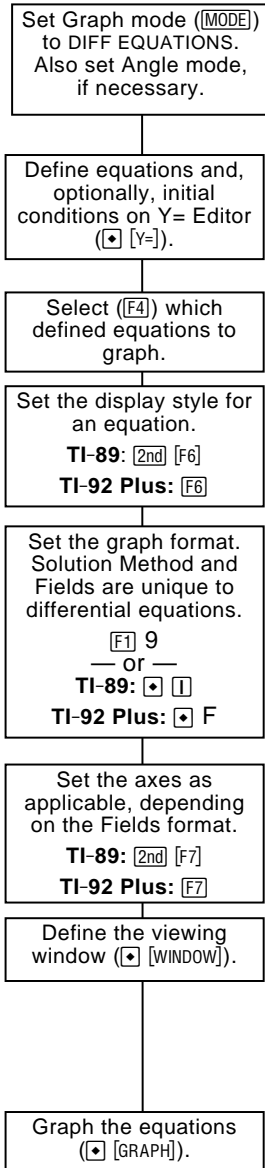 Set Graph mode (MODE)
to DIFF EQUATIONS.
Also set Angle mode,
if necessary.
Define equations and,
optionally, initial
conditions on Y= Editor
(◆ [Y=]).
Select (F4) which
defined equations to
graph.
Set the display style for
an equation.
TI-89: 2nd [F6]
TI-92 Plus: F6
Set the graph format.
Solution Method and
Fields are unique to
differential equations.
F1 9
— or —
TI-89: ◆ |
TI-92 Plus: ◆ F
Set the axes as
applicable, depending
on the Fields format.
TI-89: 2nd [F7]
TI-92 Plus: F7
Define the viewing
window (◆ [WINDOW]).
Graph the equations
(◆ [GRAPH]).